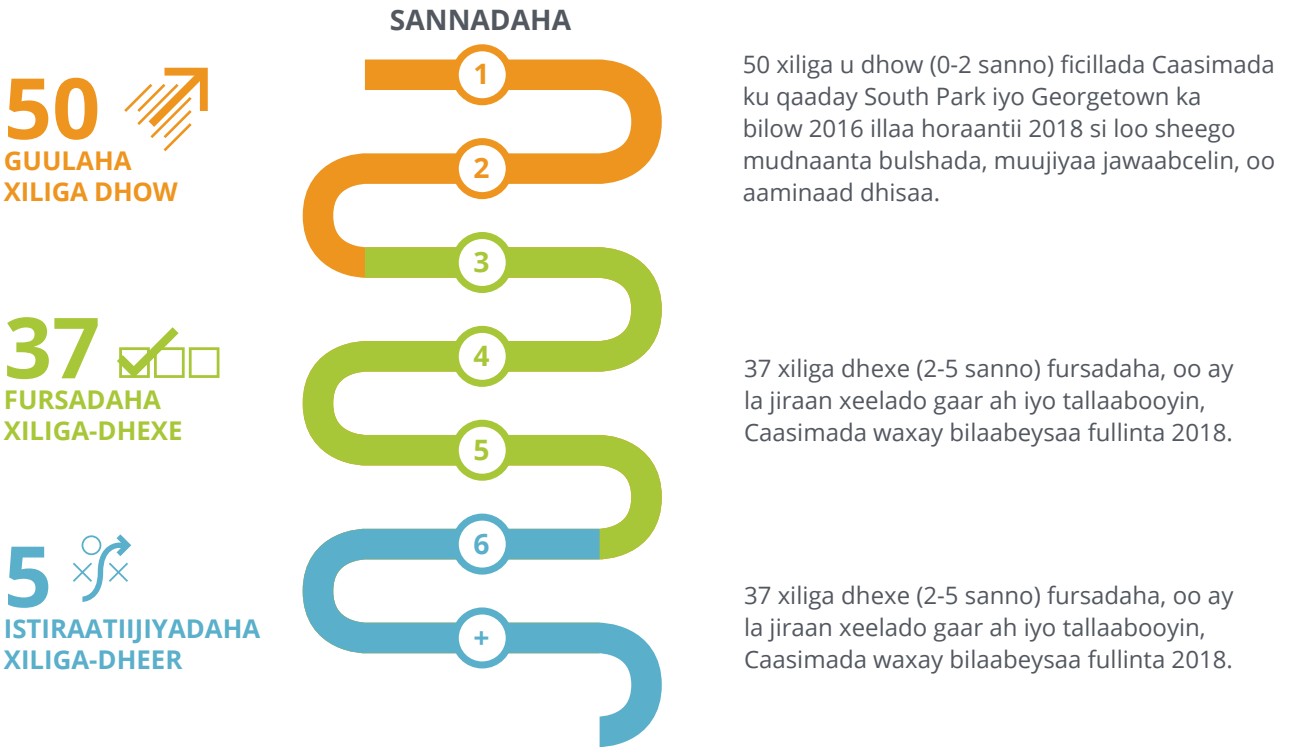 SANNADAHA
50
GUULAHA
XILIGA DHOW
1
2
50 xiliga u dhow (0-2 sanno) ficillada Caasimada
ku qaaday South Park iyo Georgetown ka
bilow 2016 illaa horaantii 2018 si loo sheego
mudnaanta bulshada, muujiyaa jawaabcelin, oo
aaminaad dhisaa.
37
FURSADAHA
XILIGA-DHEXE
3
4
5
37 xiliga dhexe (2-5 sanno) fursadaha, oo ay
la jiraan xeelado gaar ah iyo tallaabooyin,
Caasimada waxay bilaabeysaa fullinta 2018.
5
ISTIRAATIIJIYADAHA
XILIGA-DHEER
6
+
37 xiliga dhexe (2-5 sanno) fursadaha, oo ay
la jiraan xeelado gaar ah iyo tallaabooyin,
Caasimada waxay bilaabeysaa fullinta 2018.